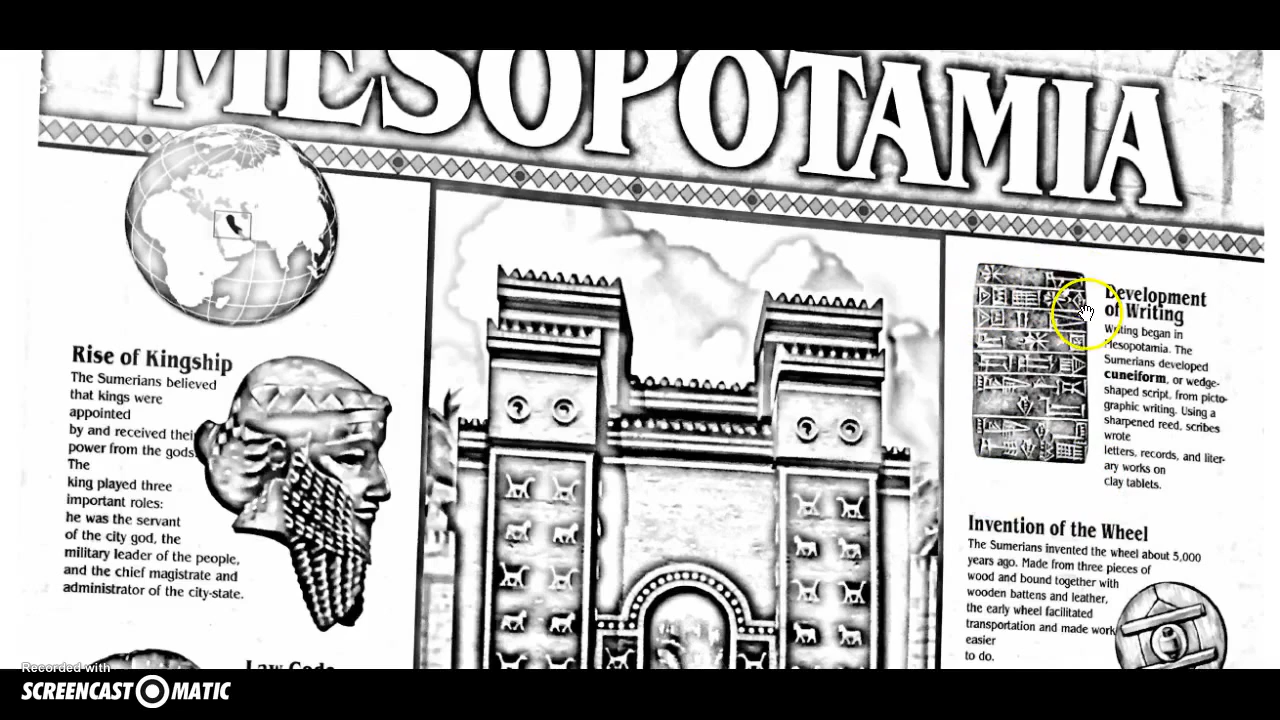 MESOPOTAMIA
Rise of Kingship
The Sumerians believed
that kings were
appointed
by and received their
power from the gods.
The
king played three
important roles:
he was the servant
of the city god, the
military leader of the people,
and the chief magistrate and
administrator of the city-state.
Law Code
Development
of Writing
Writing began in
Mesopotamia. The
Sumerians developed
cuneiform, or wedge-
shaped script, from picto-
graphic writing. Using a
sharpened reed, scribes
wrote
letters, records, and liter-
ary works on
clay tablets.
Invention of the Wheel
The Sumerians invented the wheel about 5,000
years ago. Made from three pieces of
wood and bound together with
wooden battens and leather,
the early wheel facilitated
transportation and made work
easier
to do.
Recorded with
SCREENCAST-O-MATIC